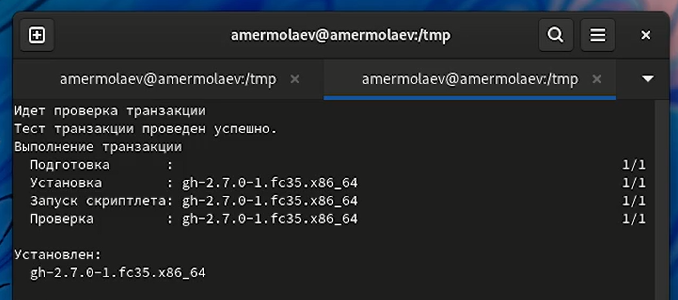 amermolaev@amermolaev:/tmp
amermolaev@amermolaev:/tmp
amermolaev@amermolaev:/tmp
Идет проверка транзакции
Тест транзакции проведен успешно.
Выполнение транзакции
Подготовка : 1/1
Установка : gh-2.7.0-1.fc35.x86_64 1/1
Запуск скриптлета: gh-2.7.0-1.fc35.x86_64 1/1
Проверка : gh-2.7.0-1.fc35.x86_64 1/1
Установлен:
gh-2.7.0-1.fc35.x86_64